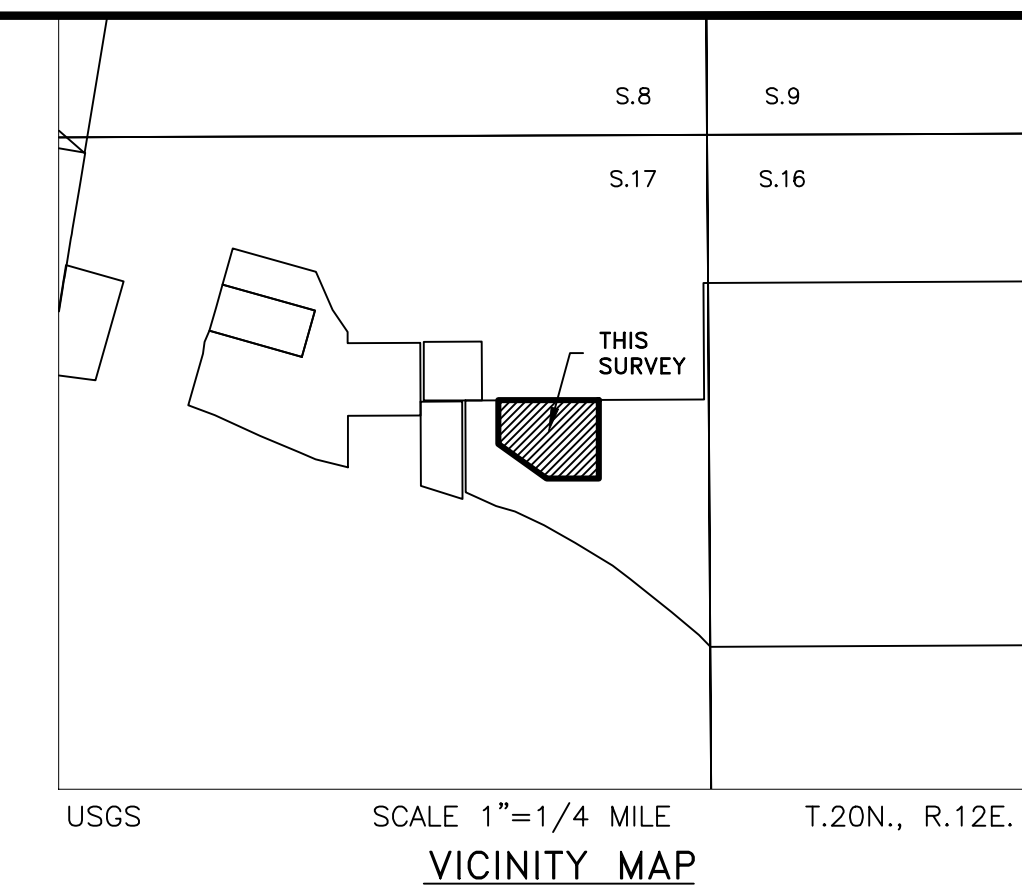 S.8 S.9
S.17 S.16
THIS
SURVEY
USGS SCALE 1"=1/4 MILE T.20N., R.12E.
VICINITY MAP